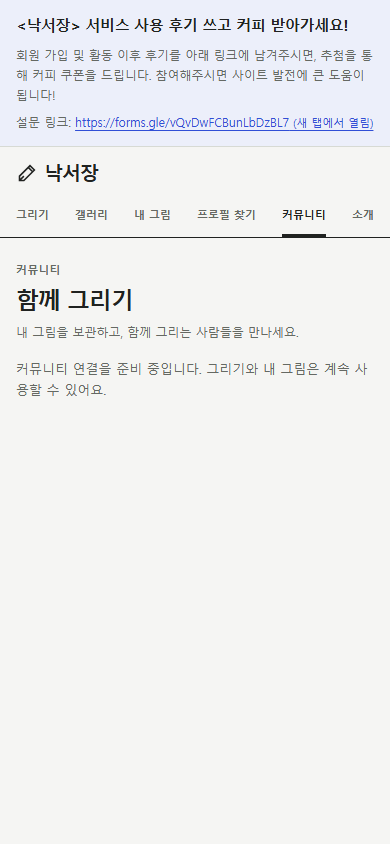 <낙서장> 서비스 사용 후기 쓰고 커피 받아가세요!
회원 가입 및 활동 이후 후기를 아래 링크에 남겨주시면, 추첨을 통
해 커피 쿠폰을 드립니다. 참여해주시면 사이트 발전에 큰 도움이
됩니다!
설문 링크: https://forms.gle/vQvDwFCBunLbDzBL7 (새 탭에서 열림)
낙서장
그리기 갤러리 내 그림 프로필 찾기 커뮤니티 소개
커뮤니티
함께 그리기
내 그림을 보관하고, 함께 그리는 사람들을 만나세요.
커뮤니티 연결을 준비 중입니다. 그리기와 내 그림은 계속 사
용할 수 있어요.